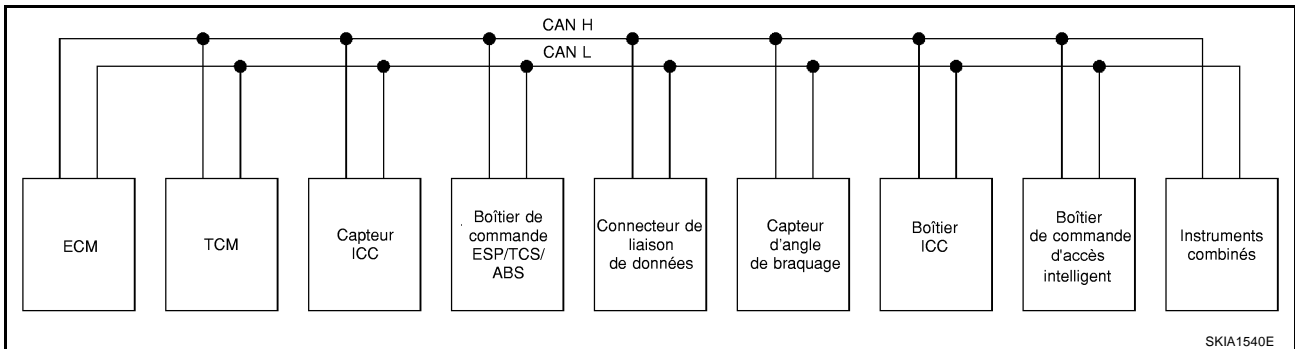 CAN H
CAN L
ECM
TCM
Capteur
ICC
Boîtier de
commande
ESP/TCS/
ABS
Connecteur de
liaison
de données
Capteur
d'angle
de braquage
Boîtier
ICC
Boîtier
de commande
d'accès
intelligent
Instruments
combinés
SKIA1540E